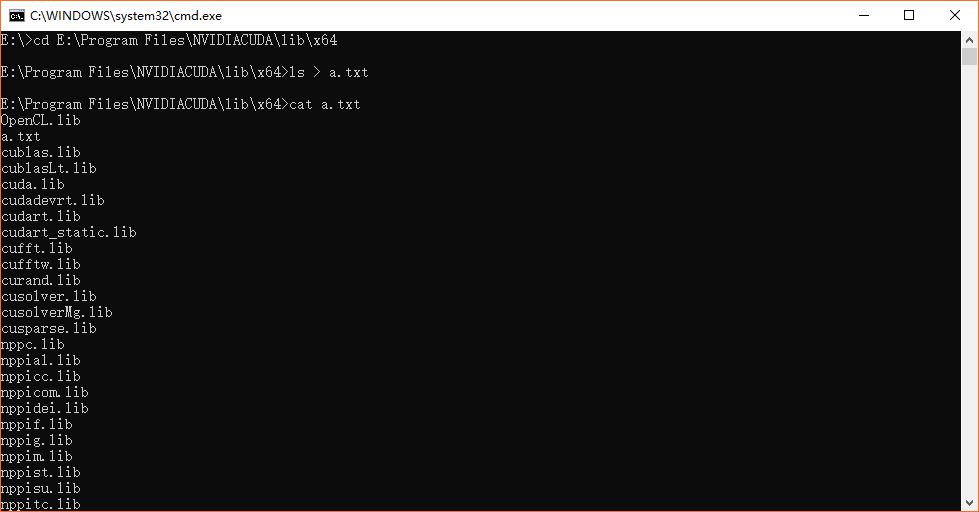 C:\WINDOWS\system32\cmd.exe
E:\>cd E:\Program Files\NVIDIACUDA\lib\x64
E:\Program Files\NVIDIACUDA\lib\x64>ls > a.txt
E:\Program Files\NVIDIACUDA\lib\x64>cat a.txt
OpenCL.lib
a.txt
cublas.lib
cublasLt.lib
cuda.lib
cudadevrt.lib
cudart.lib
cudart_static.lib
cufft.lib
cufftw.lib
curand.lib
cusolver.lib
cusolverMg.lib
cusparse.lib
nppc.lib
nppial.lib
nppicc.lib
nppicom.lib
nppidei.lib
nppif.lib
nppig.lib
nppim.lib
nppist.lib
nppisu.lib
nppitc.lib